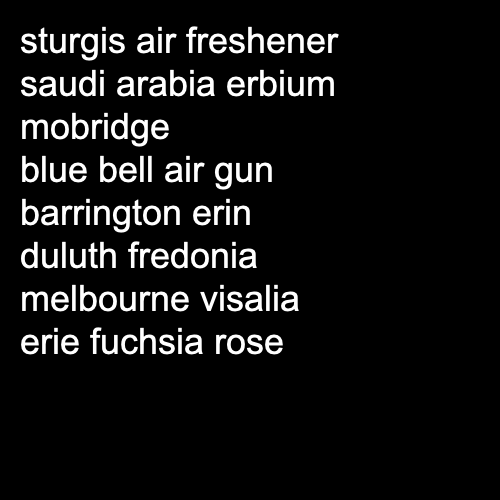 sturgis air freshener
saudi arabia erbium
mobridge
blue bell air gun
barrington erin
duluth fredonia
melbourne visalia
erie fuchsia rose